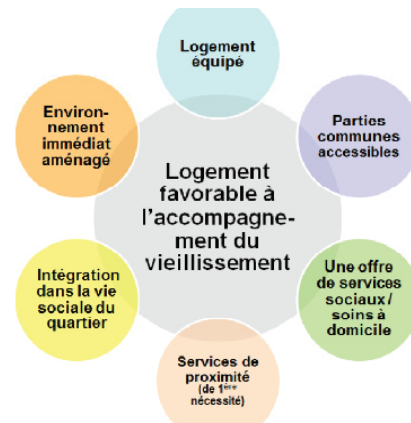 Logement
équipé
Environ-
nement
immédiat
aménagé
Parties
communes
accessibles
Logement
favorable à
l'accompagne-
ment du
vieillissement
Intégration
dans la vie
sociale du
quartier
Une offre
de services
sociaux /
soins à
domicile
Services de
proximité
(de 1ère
nécessité)